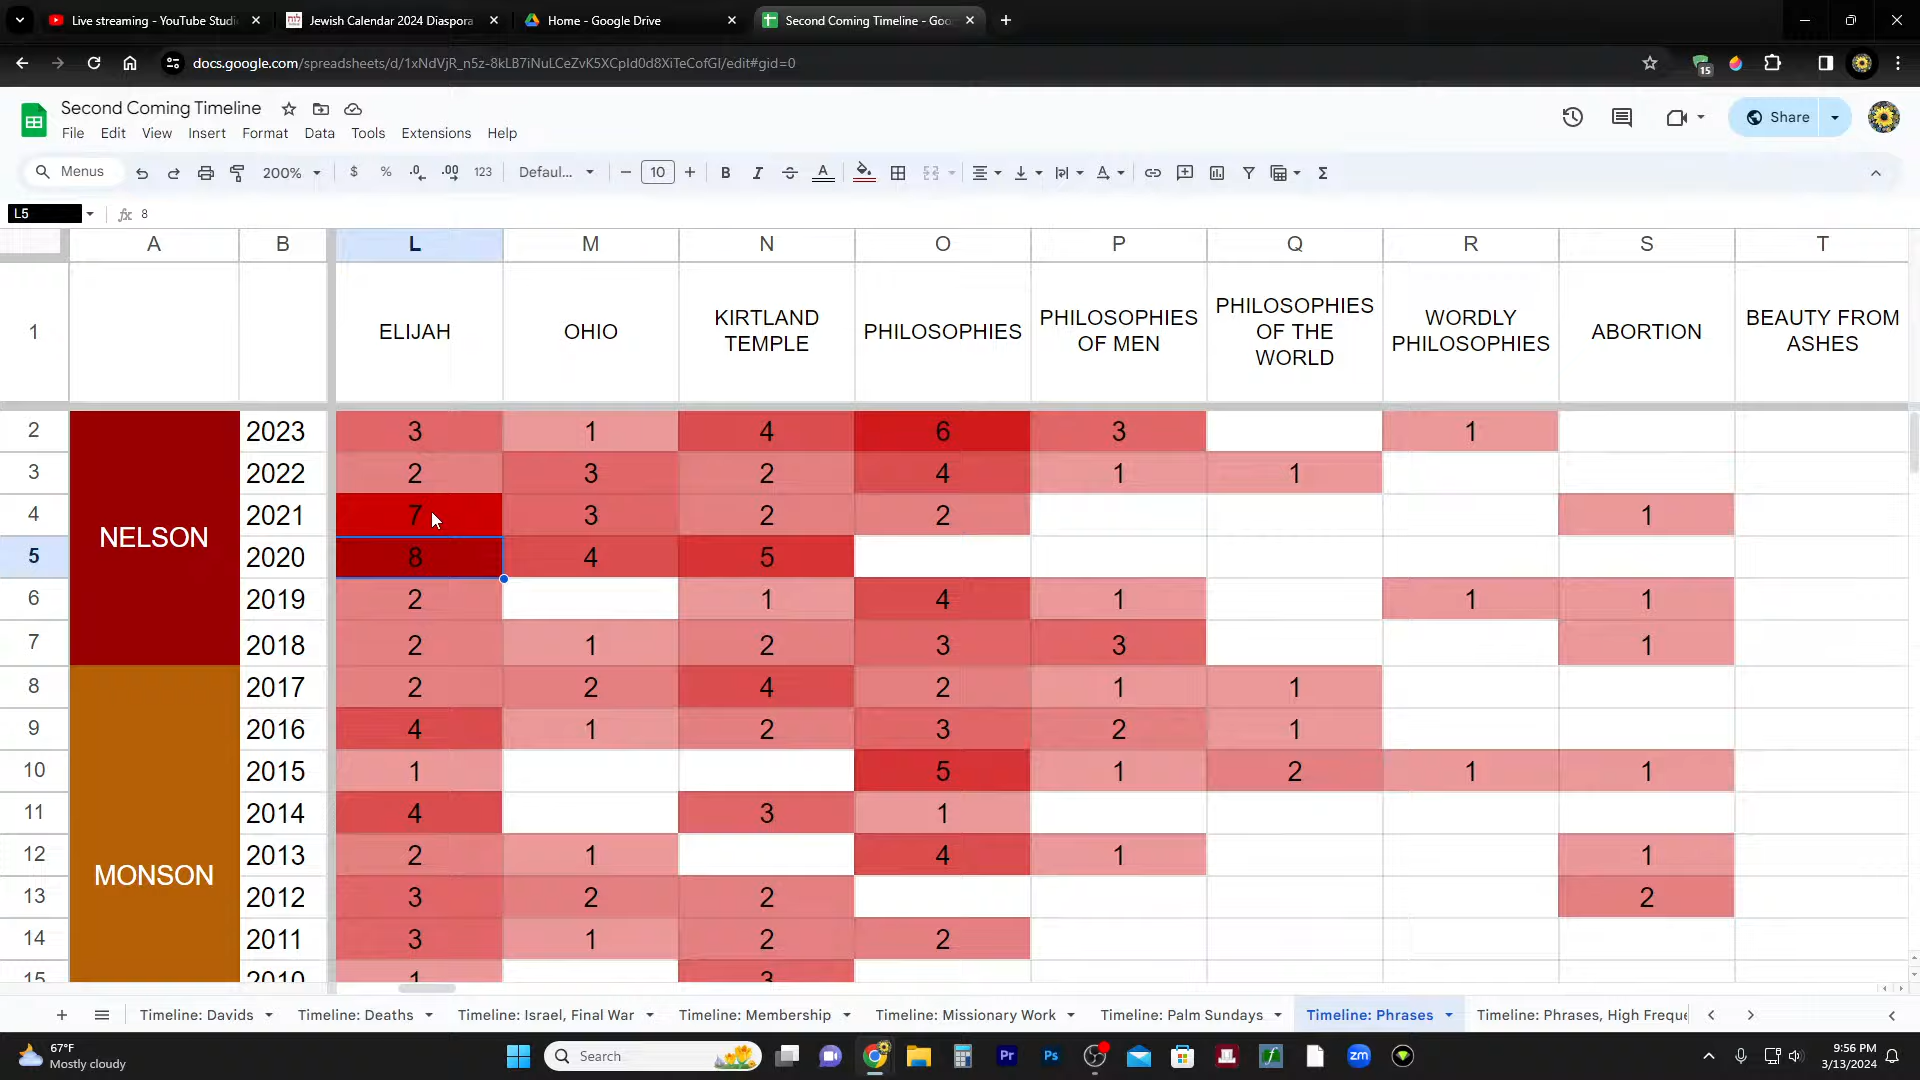 Live streaming - YouTube Studi
Jewish Calendar 2024 Diaspora
Home - Google Drive
Second Coming Timeline - Goo
docs.google.com/spreadsheets/d/1xNdVjR_n5z-8kLB7iNuLCeZvK5XCpId0d8XiTeCofGI/edit#gid=0
15
Second Coming Timeline
File Edit View Insert Format Data Tools Extensions Help
Share
Menus 200% $ % .0 .00 123 Defaul... 10 B I A
L5 fx 8
A B L M N O P Q R S T
1 ELIJAH OHIO KIRTLAND TEMPLE PHILOSOPHIES PHILOSOPHIES OF MEN PHILOSOPHIES OF THE WORLD WORDLY PHILOSOPHIES ABORTION BEAUTY FROM ASHES
2 2023 3 1 4 6 3 1
3 2022 2 3 2 4 1 1
4 2021 7 3 2 2 1
NELSON
5 2020 8 4 5
6 2019 2 1 4 1 1 1
7 2018 2 1 2 3 3 1
8 2017 2 2 4 2 1 1
9 2016 4 1 2 3 2 1
10 2015 1 5 1 2 1 1
11 2014 4 3 1
12 2013 2 1 4 1 1
MONSON
13 2012 3 2 2 2
14 2011 3 1 2 2
15 2010 1 3
Timeline: Davids Timeline: Deaths Timeline: Israel, Final War Timeline: Membership Timeline: Missionary Work Timeline: Palm Sundays Timeline: Phrases Timeline: Phrases, High Freque
67°F
Mostly cloudy
Search
Pr
Ps
zm
9:56 PM
3/13/2024